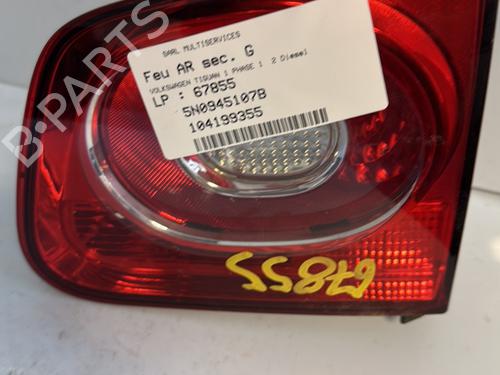 SARL MULTISERVICES
Feu AR sec. G
VOLKSWAGEN TIGUAN 1 PHASE 1 2 Diesel
LP : 67855
5N0945107B
104199355
67855
B-PARTS